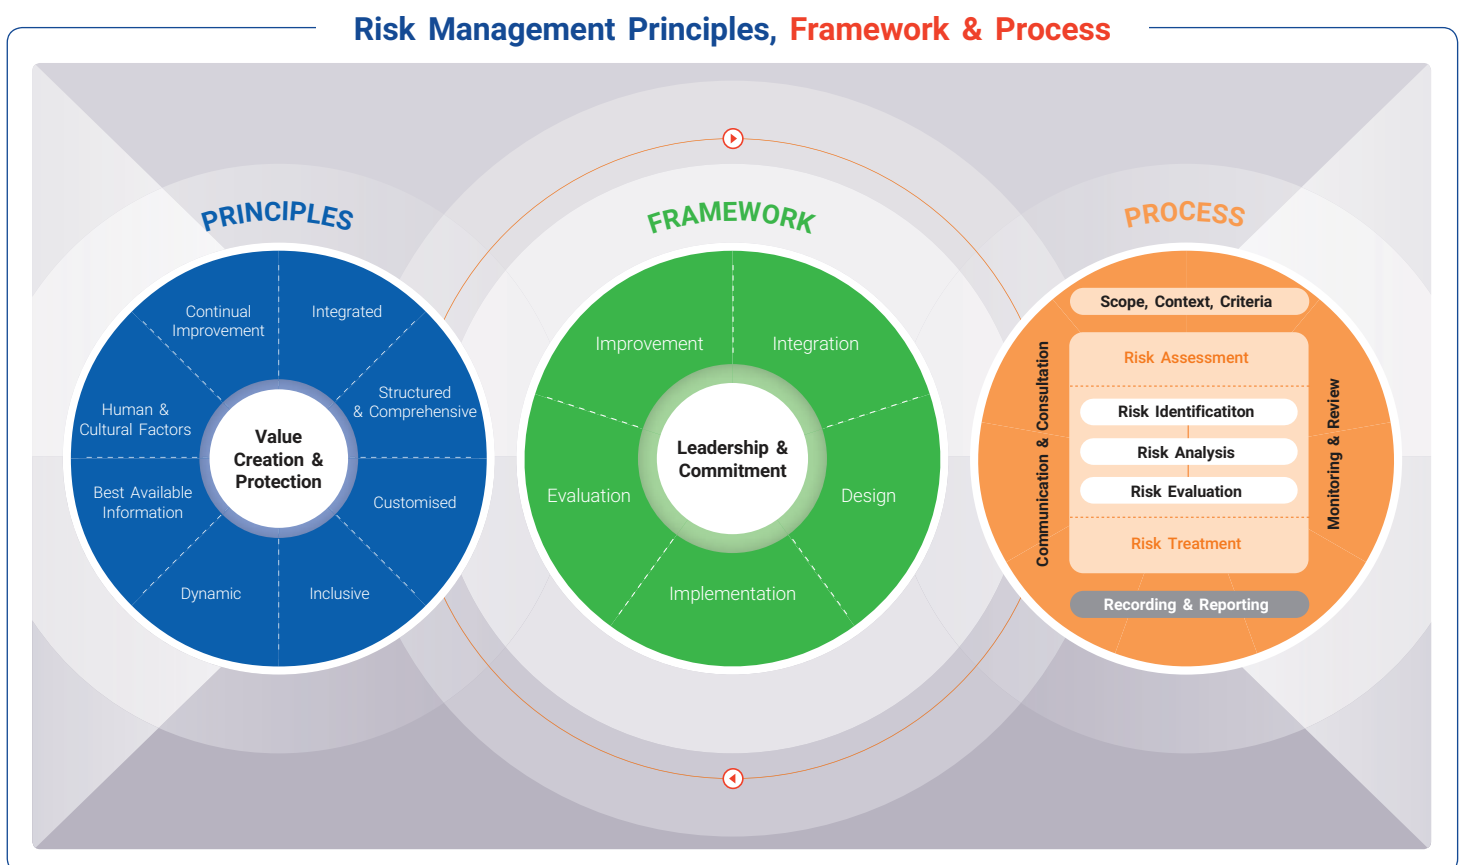 Risk Management Principles, Framework & Process
PRINCIPLES
Continual
Improvement
Integrated
Structured
& Comprehensive
Customised
Inclusive
Dynamic
Best Available
Information
Human &
Cultural Factors
Value
Creation &
Protection
FRAMEWORK
Improvement
Integration
Design
Implementation
Evaluation
Leadership &
Commitment
PROCESS
Scope, Context, Criteria
Communication & Consultation
Risk Assessment
Risk Identificatiton
Risk Analysis
Risk Evaluation
Risk Treatment
Monitoring & Review
Recording & Reporting